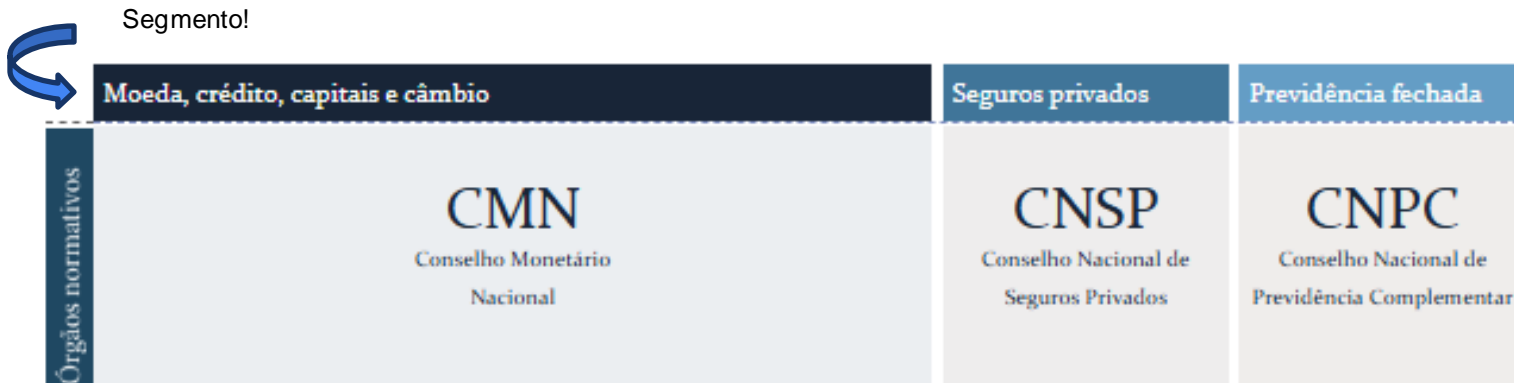 Segmento!
Moeda, crédito, capitais e câmbio
Seguros privados
Previdência fechada
Órgãos normativos
CMN
Conselho Monetário
Nacional
CNSP
Conselho Nacional de
Seguros Privados
CNPC
Conselho Nacional de
Previdência Complementar